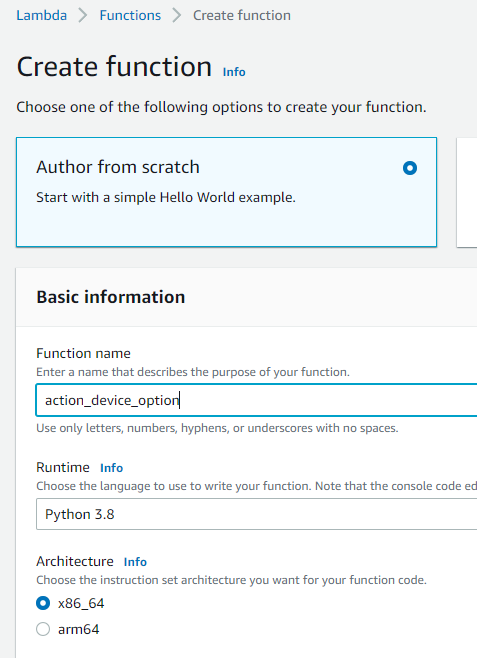 Lambda > Functions > Create function
Create function Info
Choose one of the following options to create your function.
Author from scratch
Start with a simple Hello World example.
Basic information
Function name
Enter a name that describes the purpose of your function.
action_device_option
Use only letters, numbers, hyphens, or underscores with no spaces.
Runtime Info
Choose the language to use to write your function. Note that the console code ed
Python 3.8
Architecture Info
Choose the instruction set architecture you want for your function code.
x86_64
arm64